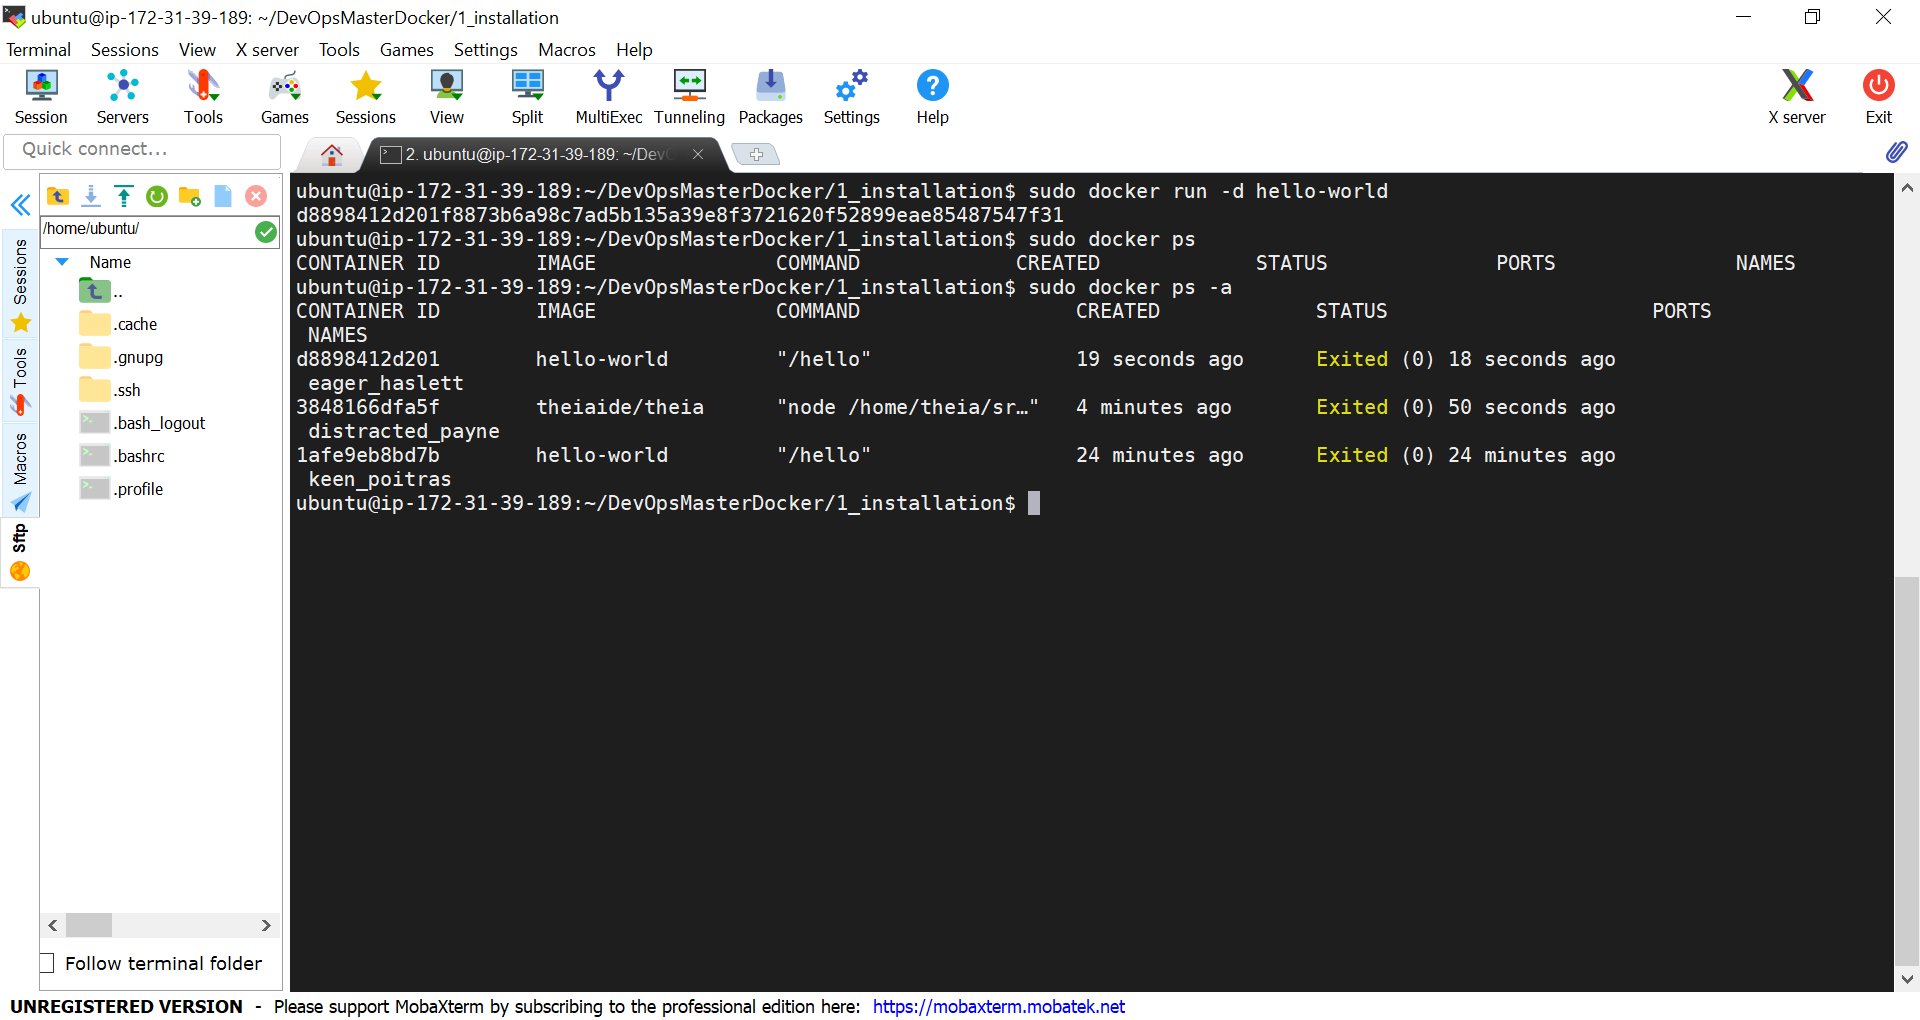 ubuntu@ip-172-31-39-189: ~/DevOpsMasterDocker/1_installation
Terminal Sessions View X server Tools Games Settings Macros Help
Session Servers Tools Games Sessions View Split MultiExec Tunneling Packages Settings Help X server Exit
Quick connect...
2. ubuntu@ip-172-31-39-189: ~/DevO
/home/ubuntu/
Name
..
.cache
.gnupg
.ssh
.bash_logout
.bashrc
.profile
Sessions
Tools
Macros
Sftp
Follow terminal folder
ubuntu@ip-172-31-39-189:~/DevOpsMasterDocker/1_installation$ sudo docker run -d hello-world
d8898412d201f8873b6a98c7ad5b135a39e8f3721620f52899eae85487547f31
ubuntu@ip-172-31-39-189:~/DevOpsMasterDocker/1_installation$ sudo docker ps
CONTAINER ID IMAGE COMMAND CREATED STATUS PORTS NAMES
ubuntu@ip-172-31-39-189:~/DevOpsMasterDocker/1_installation$ sudo docker ps -a
CONTAINER ID IMAGE COMMAND CREATED STATUS PORTS
NAMES
d8898412d201 hello-world "/hello" 19 seconds ago Exited (0) 18 seconds ago
eager_haslett
3848166dfa5f theiaide/theia "node /home/theia/sr…" 4 minutes ago Exited (0) 50 seconds ago
distracted_payne
1afe9eb8bd7b hello-world "/hello" 24 minutes ago Exited (0) 24 minutes ago
keen_poitras
ubuntu@ip-172-31-39-189:~/DevOpsMasterDocker/1_installation$
UNREGISTERED VERSION - Please support MobaXterm by subscribing to the professional edition here: https://mobaxterm.mobatek.net